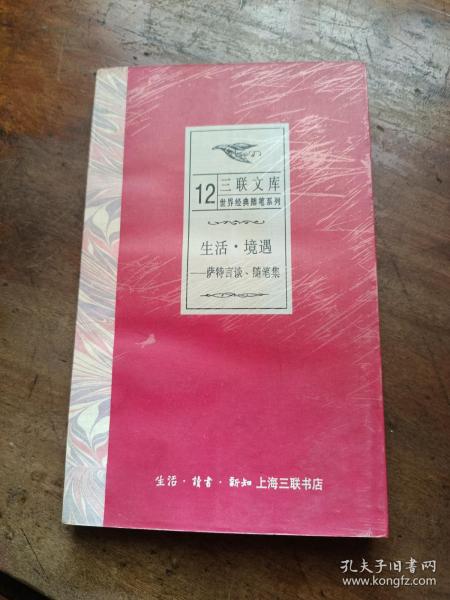 12
三联文库
世界经典随笔系列
生活·境遇
——萨特言谈、随笔集
生活·讀書·新知 上海三联书店
孔夫子旧书网
www.kongfz.com